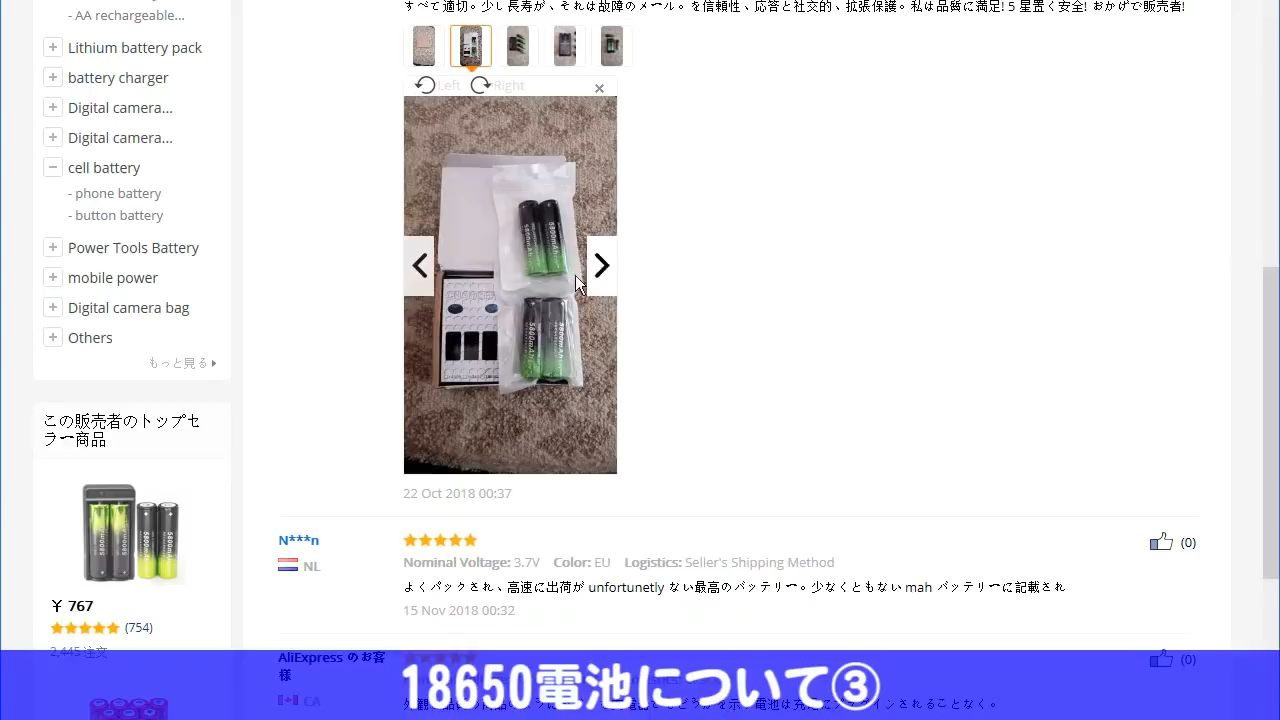 - AA rechargeable...
Lithium battery pack
battery charger
Digital camera...
Digital camera...
cell battery
- phone battery
- button battery
Power Tools Battery
mobile power
Digital camera bag
Others
もっと見る
この販売者のトップセ
ラー商品
¥ 767
(754)
2,445 注文
すべて適切。少し長寿が、それは故障のメール。を信頼性、応答と社交的、拡張保護。私は品質に満足! 5 星置く安全! おかげで販売者!
Left Right
5800mAh
5800mAh
5800mAh
22 Oct 2018 00:37
N***n
NL
Nominal Voltage: 3.7V Color: EU Logistics: Seller's Shipping Method
よくパックされ、高速に出荷が unfortunetly ない最高のバッテリー。少なくともない mah バッテリーに記載され
15 Nov 2018 00:32
(0)
AliExpress のお客
様
CA
(0)
18650電池について③